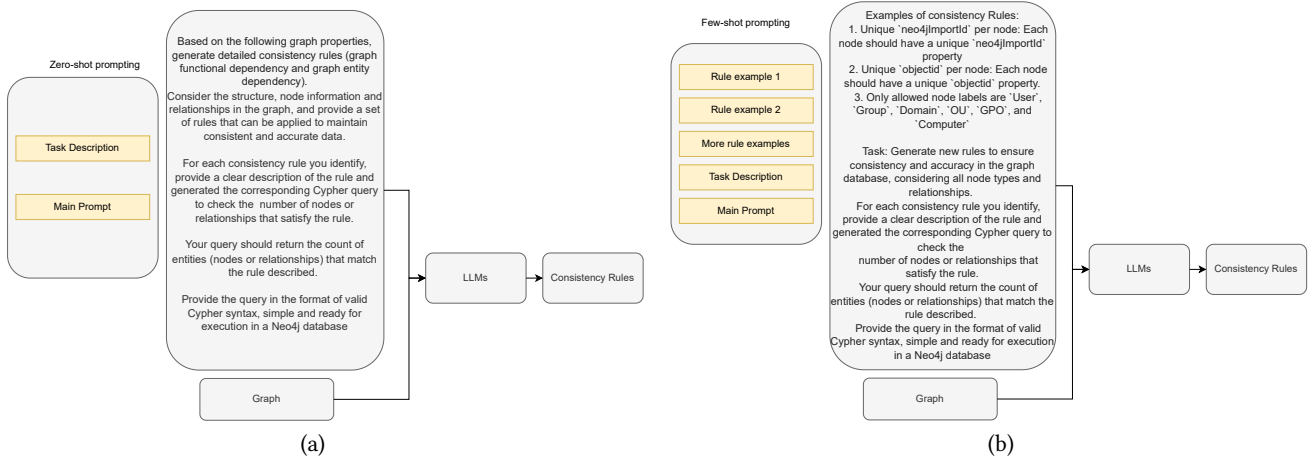 Zero-shot prompting
Task Description
Main Prompt
Based on the following graph properties,
generate detailed consistency rules (graph
functional dependency and graph entity
dependency).
Consider the structure, node information and
relationships in the graph, and provide a set
of rules that can be applied to maintain
consistent and accurate data.
For each consistency rule you identify,
provide a clear description of the rule and
generated the corresponding Cypher query
to check the number of nodes or
relationships that satisfy the rule.
Your query should return the count of
entities (nodes or relationships) that match
the rule described.
Provide the query in the format of valid
Cypher syntax, simple and ready for
execution in a Neo4j database
Graph
LLMs
Consistency Rules
(a)
Few-shot prompting
Rule example 1
Rule example 2
More rule examples
Task Description
Main Prompt
Examples of consistency Rules:
1. Unique `neo4jImportId` per node: Each
node should have a unique `neo4jImportId`
property
2. Unique `objectid` per node: Each node
should have a unique `objectid` property.
3. Only allowed node labels are `User`,
`Group`, `Domain`, `OU`, `GPO`, and
`Computer`
Task: Generate new rules to ensure
consistency and accuracy in the graph
database, considering all node types and
relationships.
For each consistency rule you identify,
provide a clear description of the rule and
generated the corresponding Cypher query to
check the
number of nodes or relationships that
satisfy the rule.
Your query should return the count of
entities (nodes or relationships) that match the
rule described.
Provide the query in the format of valid
Cypher syntax, simple and ready for execution
in a Neo4j database
Graph
LLMs
Consistency Rules
(b)